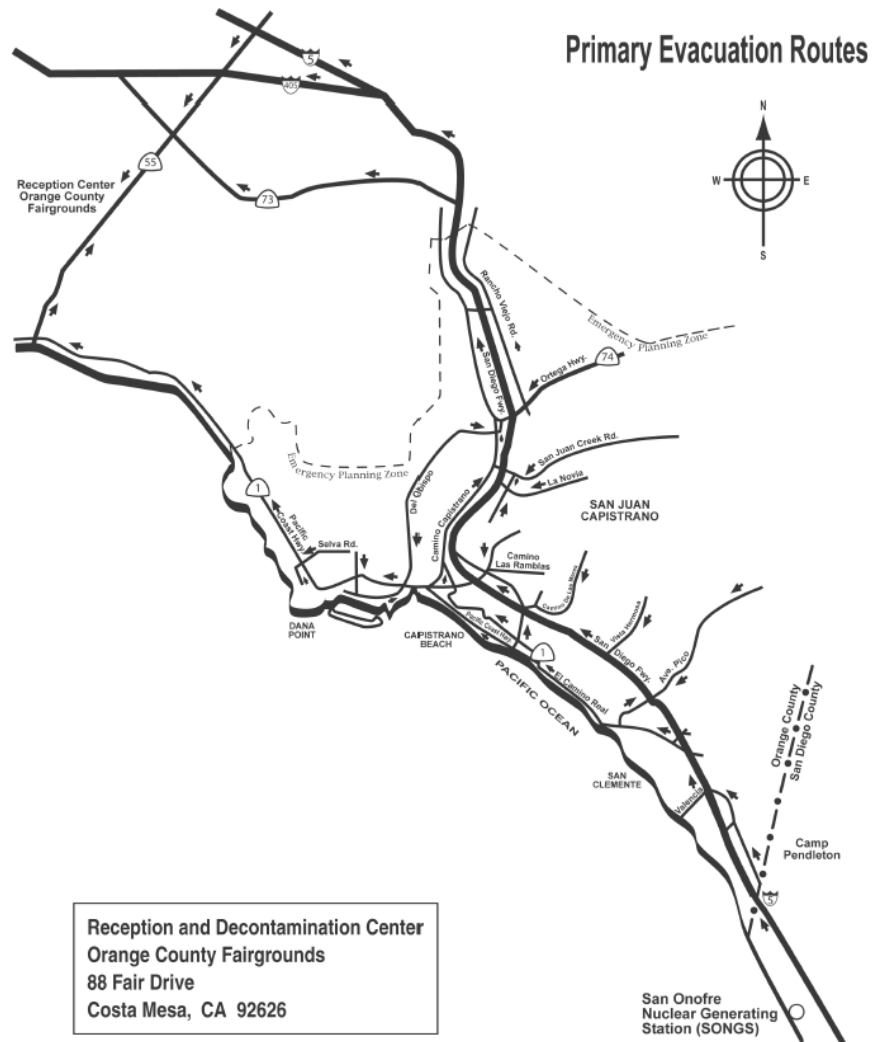 Primary Evacuation Routes
N
W
E
S
5
405
55
73
Reception Center
Orange County
Fairgrounds
Rancho Viejo Rd.
Emergency Planning Zone
San Diego Fwy.
Ortega Hwy.
74
Emergency Planning Zone
San Juan Creek Rd.
La Novia
Del Obispo
Camino Capistrano
SAN JUAN
CAPISTRANO
1
Pacific
Coast Hwy.
Selva Rd.
Camino
Las Ramblas
Camino De Los Mares
Vista Hermosa
DANA
POINT
CAPISTRANO
BEACH
Pacific Coast Hwy.
1
San Diego Fwy.
Ave. Pico
El Camino Real
PACIFIC OCEAN
Orange County
San Diego County
SAN
CLEMENTE
Valencia
Camp
Pendleton
5
Reception and Decontamination Center
Orange County Fairgrounds
88 Fair Drive
Costa Mesa, CA 92626
San Onofre
Nuclear Generating
Station (SONGS)